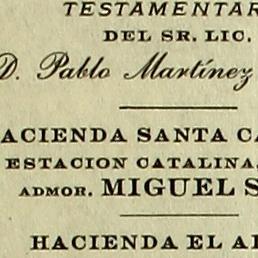 TESTAMENTAR
DEL SR. LIC.
D. Pablo Martínez
ACIENDA SANTA CA
ESTACION CATALINA,
ADMOR. MIGUEL S
HACIENDA EL A